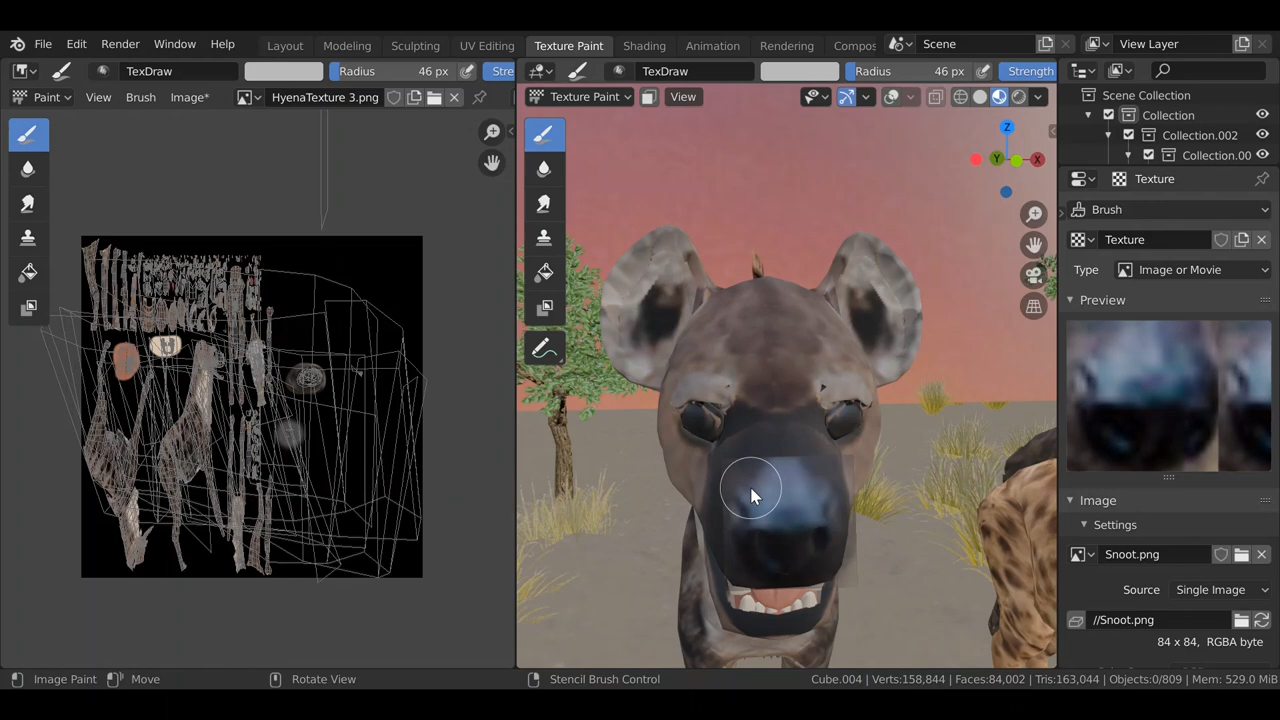 File Edit Render Window Help Layout Modeling Sculpting UV Editing Texture Paint Shading Animation Rendering Compos Scene View Layer
TexDraw Radius 46 px Stre TexDraw Radius 46 px Strength
Paint View Brush Image* HyenaTexture 3.png Texture Paint View
Scene Collection
Collection
Collection.002
Collection.00
Texture
Brush
Texture
Type Image or Movie
Preview
Image
Settings
Snoot.png
Source Single Image
//Snoot.png
84 x 84, RGBA byte
Z
Y
X
Image Paint Move Rotate View Stencil Brush Control Cube.004 | Verts:158,844 | Faces:84,002 | Tris:163,044 | Objects:0/809 | Mem: 529.0 MiB